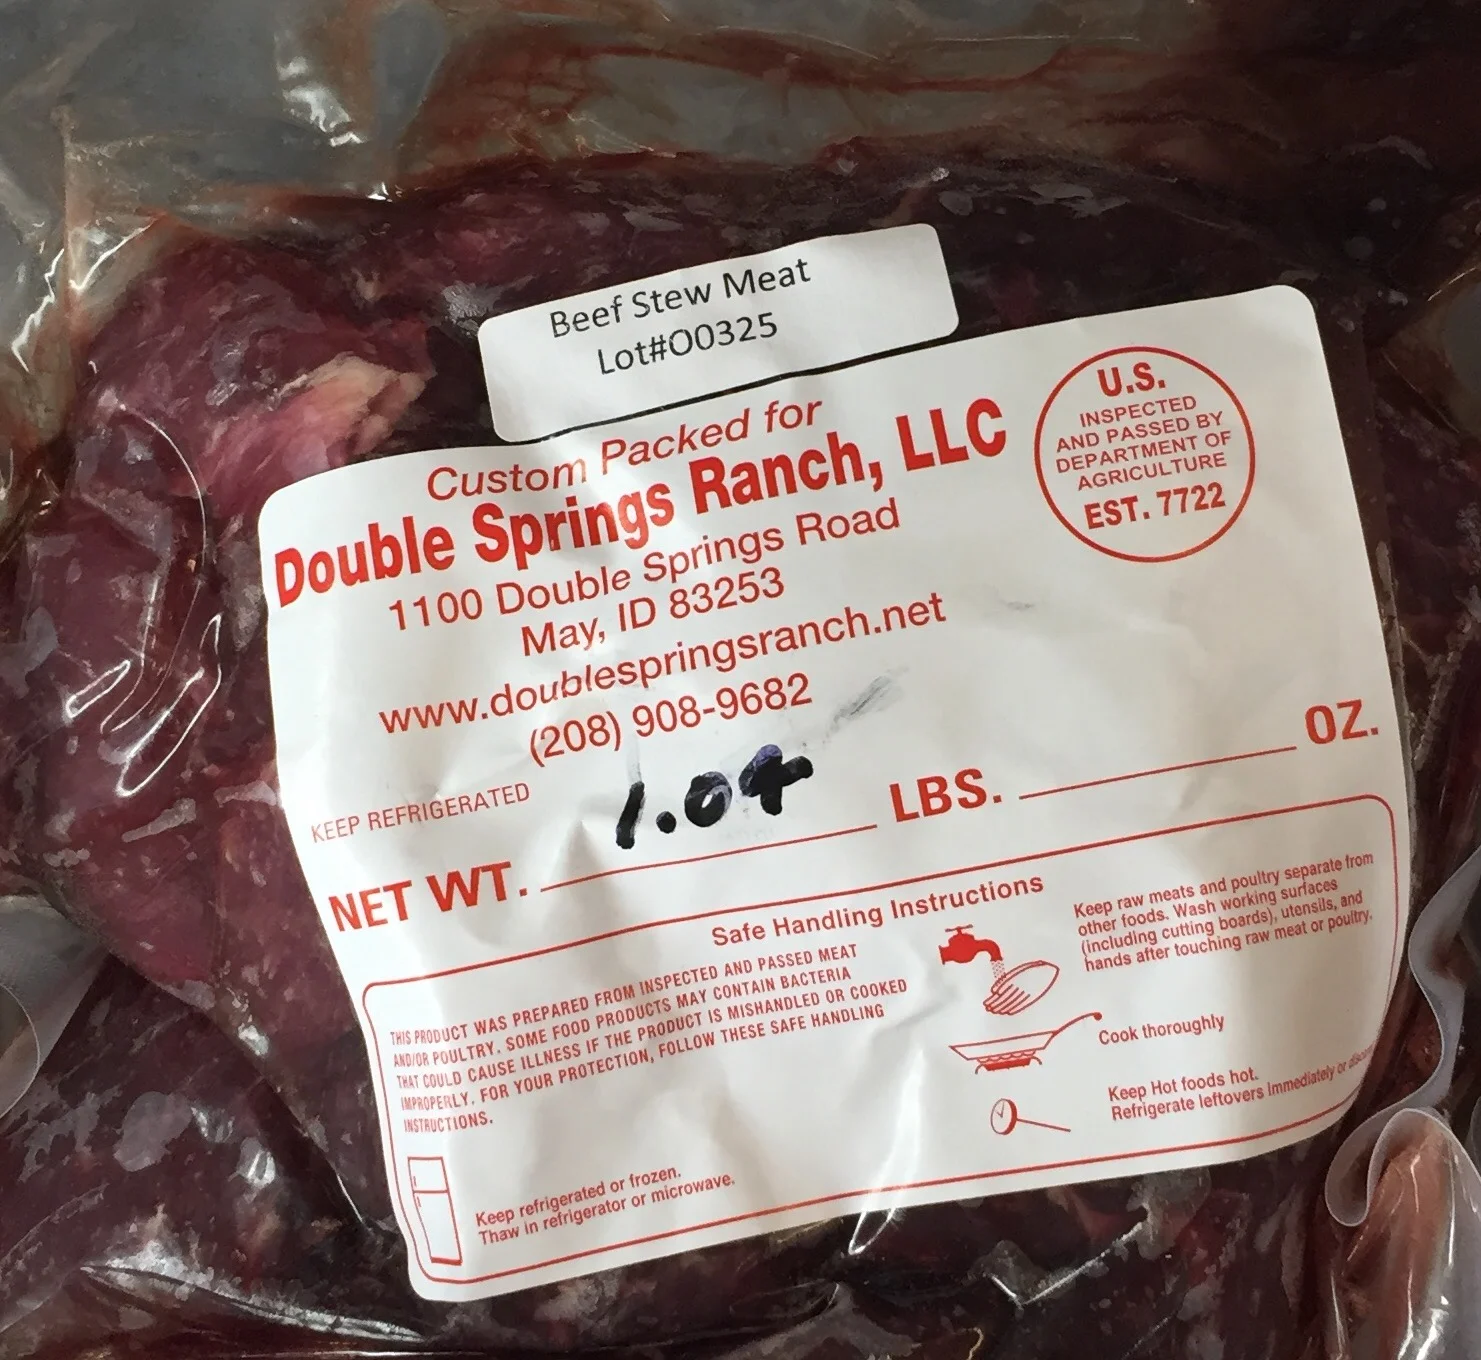 Beef Stew Meat
Lot#O0325
Custom Packed for
Double Springs Ranch, LLC
1100 Double Springs Road
May, ID 83253
www.doublespringsranch.net
(208) 908-9682
U.S.
INSPECTED
AND PASSED BY
DEPARTMENT OF
AGRICULTURE
EST. 7722
KEEP REFRIGERATED
NET WT. 1.04 LBS. OZ.
Safe Handling Instructions
THIS PRODUCT WAS PREPARED FROM INSPECTED AND PASSED MEAT
AND/OR POULTRY. SOME FOOD PRODUCTS MAY CONTAIN BACTERIA
THAT COULD CAUSE ILLNESS IF THE PRODUCT IS MISHANDLED OR COOKED
IMPROPERLY. FOR YOUR PROTECTION, FOLLOW THESE SAFE HANDLING
INSTRUCTIONS.
Keep refrigerated or frozen.
Thaw in refrigerator or microwave.
Keep raw meats and poultry separate from
other foods. Wash working surfaces
(including cutting boards), utensils, and
hands after touching raw meat or poultry.
Cook thoroughly
Keep Hot foods hot.
Refrigerate leftovers Immediately or